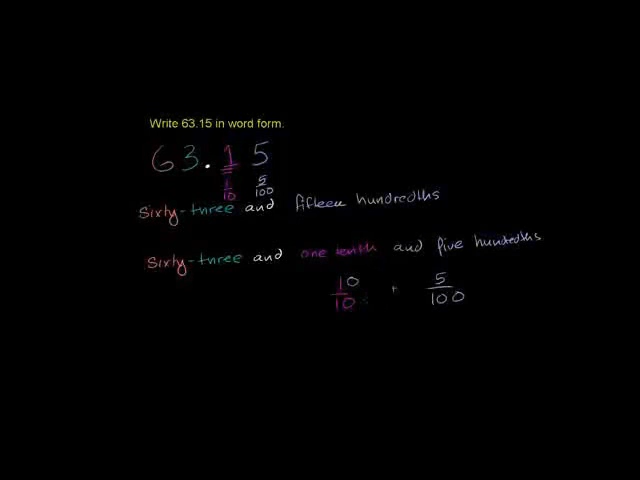 Write 63.15 in word form.
63.15
1/10 5/100
Sixty-three and fifteen hundredths
Sixty-three and one tenth and five hundredths
10/10 + 5/100